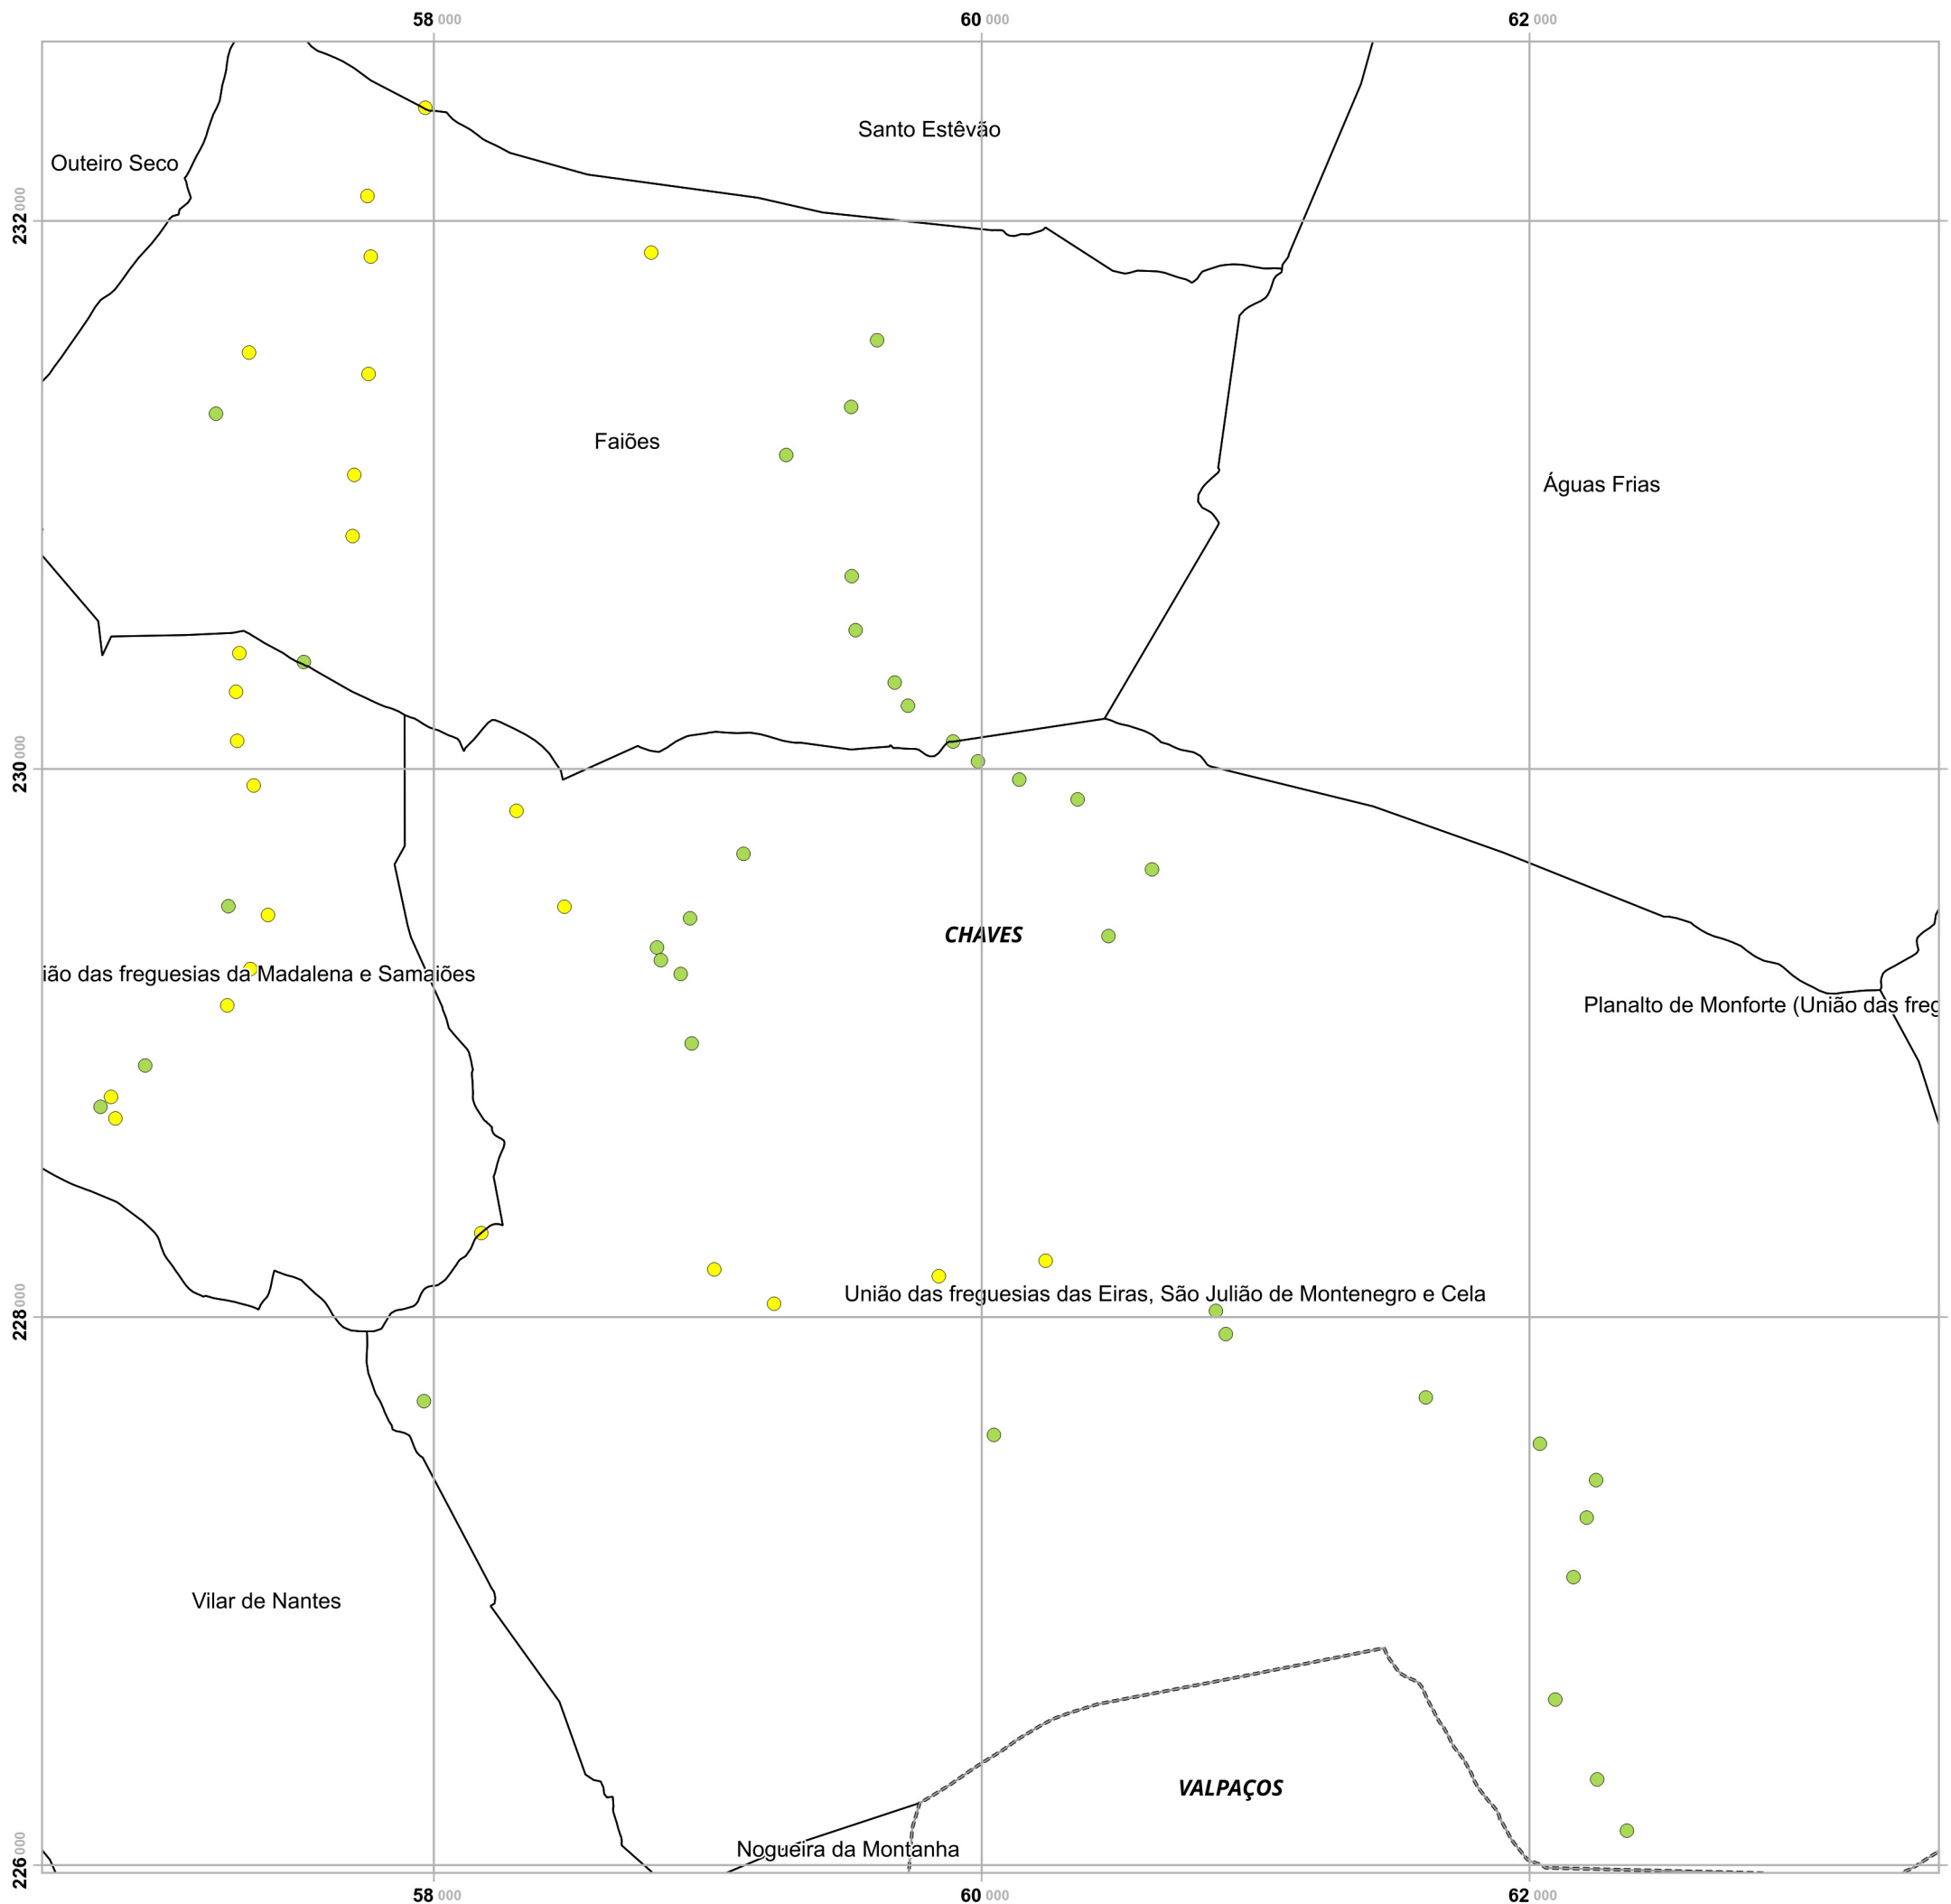 58 000 60 000 62 000
Santo Estêvão
Outeiro Seco
232 000
Faiões
Águas Frias
230 000
CHAVES
ião das freguesias da Madalena e Samaiões
Planalto de Monforte (União das freg
União das freguesias das Eiras, São Julião de Montenegro e Cela
228 000
Vilar de Nantes
VALPAÇOS
Nogueira da Montanha
226 000
58 000 60 000 62 000